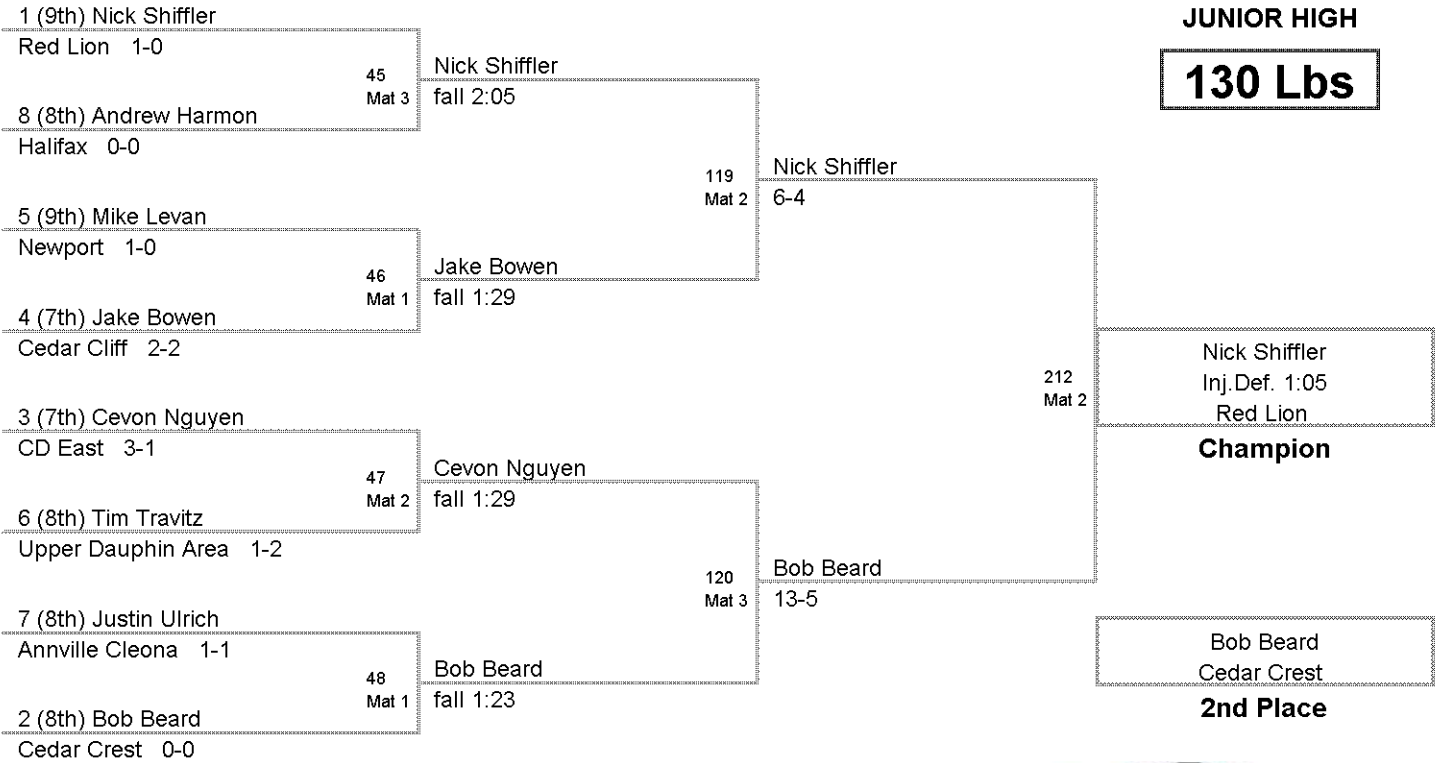 1 (9th) Nick Shiffler
Red Lion 1-0
45
Mat 3
8 (8th) Andrew Harmon
Halifax 0-0
Nick Shiffler
fall 2:05
5 (9th) Mike Levan
Newport 1-0
46
Mat 1
4 (7th) Jake Bowen
Cedar Cliff 2-2
Jake Bowen
fall 1:29
119
Mat 2
Nick Shiffler
6-4
3 (7th) Cevon Nguyen
CD East 3-1
47
Mat 2
6 (8th) Tim Travitz
Upper Dauphin Area 1-2
Cevon Nguyen
fall 1:29
7 (8th) Justin Ulrich
Annville Cleona 1-1
48
Mat 1
2 (8th) Bob Beard
Cedar Crest 0-0
Bob Beard
fall 1:23
120
Mat 3
Bob Beard
13-5
212
Mat 2
JUNIOR HIGH
130 Lbs
Nick Shiffler
Inj.Def. 1:05
Red Lion
Champion
Bob Beard
Cedar Crest
2nd Place